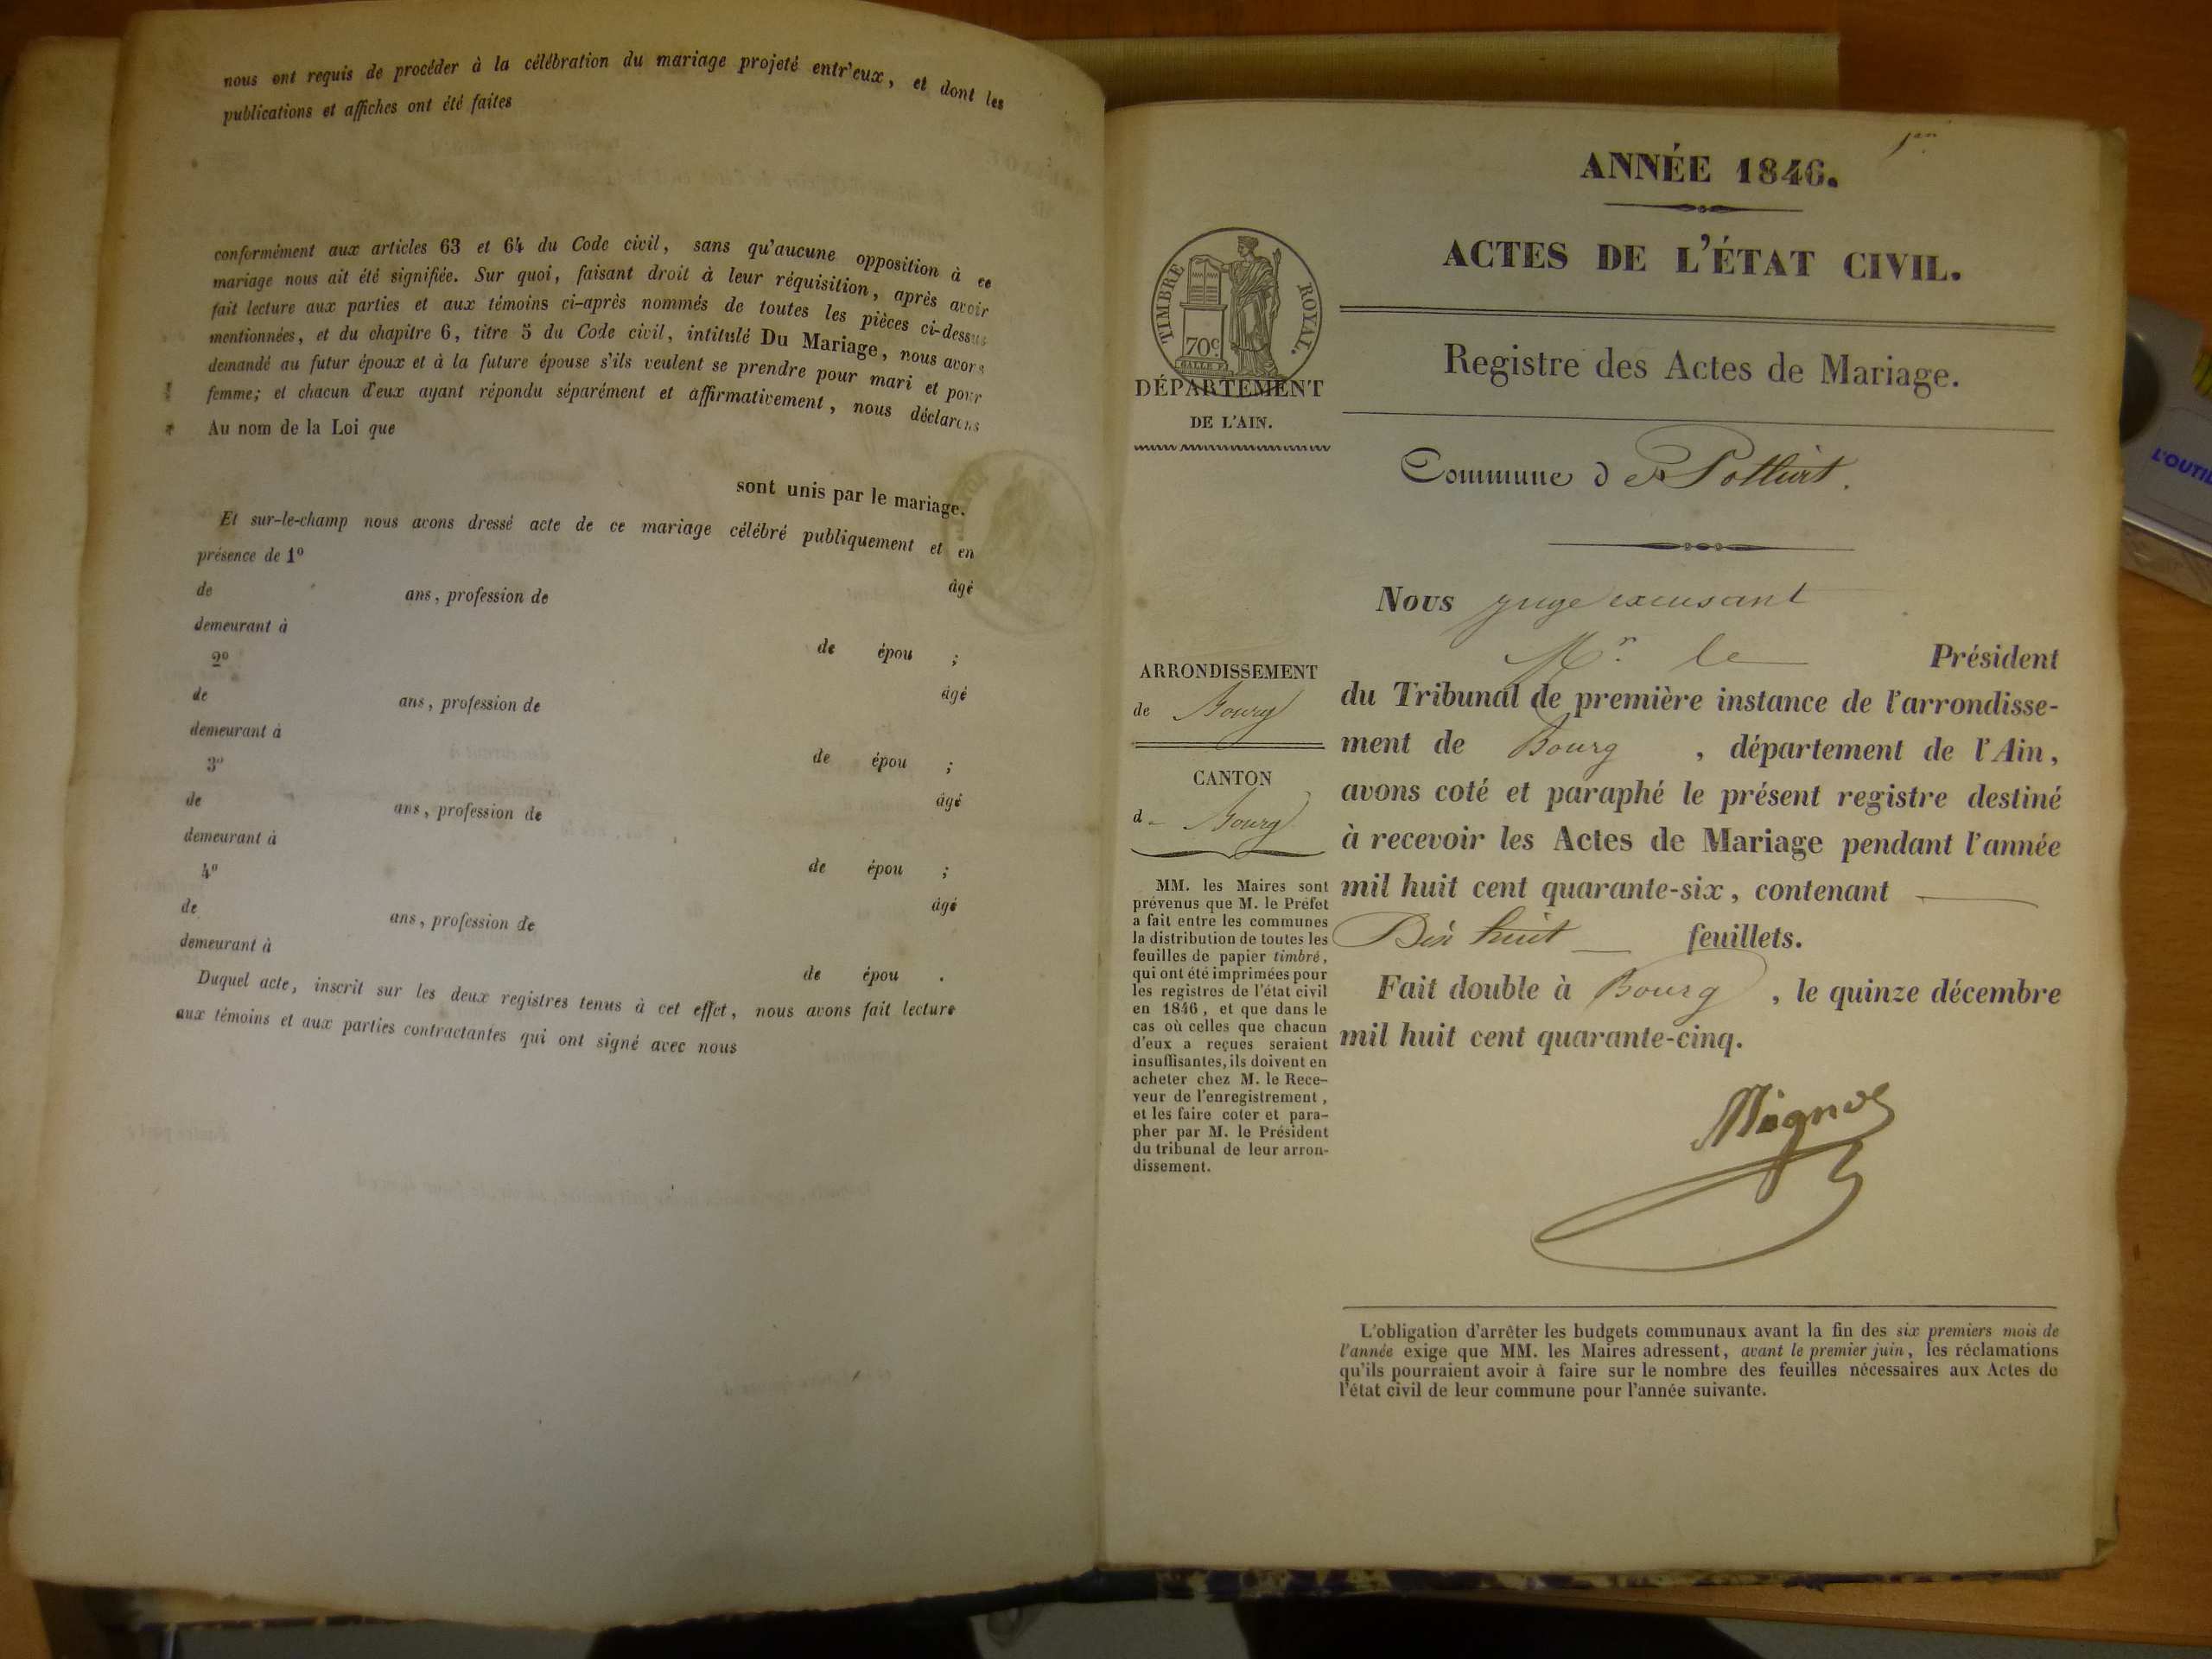 nous ont requis de procéder à la célébration du mariage projeté entr'eux, et dont les
publications et affiches ont été faites
conformément aux articles 63 et 64 du Code civil, sans qu'aucune opposition à ce
mariage nous ait été signifiée. Sur quoi, faisant droit à leur réquisition, après avoir
fait lecture aux parties et aux témoins ci-après nommés de toutes les pièces ci-dessus
mentionnées, et du chapitre 6, titre 5 du Code civil, intitulé Du Mariage, nous avons
demandé au futur époux et à la future épouse s'ils veulent se prendre pour mari et pour
femme; et chacun d'eux ayant répondu séparément et affirmativement, nous déclarons
Au nom de la Loi que
sont unis par le mariage.
Et sur-le-champ nous avons dressé acte de ce mariage célébré publiquement et en
présence de 1º
âgé
de ans, profession de
demeurant à
de épou ;
2º
âgé
de ans, profession de
demeurant à
de épou ;
3º
âgé
de ans, profession de
demeurant à
de épou ;
4º
âgé
de ans, profession de
demeurant à
de épou .
Duquel acte, inscrit sur les deux registres tenus à cet effet, nous avons fait lecture
aux témoins et aux parties contractantes qui ont signé avec nous
1er
ANNÉE 1846.
ACTES DE L'ÉTAT CIVIL.
Registre des Actes de Mariage.
TIMBRE ROYAL.
70c
DÉPARTEMENT
DE L'AIN.
Commune de Polliat.
Nous juge excusant
Mr. le Président
du Tribunal de première instance de l'arrondisse-
ment de Bourg, département de l'Ain,
avons coté et paraphé le présent registre destiné
à recevoir les Actes de Mariage pendant l'année
mil huit cent quarante-six, contenant
Dix huit feuillets.
Fait double à Bourg, le quinze décembre
mil huit cent quarante-cinq.
ARRONDISSEMENT
de Bourg
CANTON
d- Bourg
MM. les Maires sont
prévenus que M. le Préfet
a fait entre les communes
la distribution de toutes les
feuilles de papier timbré,
qui ont été imprimées pour
les registres de l'état civil
en 1846, et que dans le
cas où celles que chacun
d'eux a reçues seraient
insuffisantes, ils doivent en
acheter chez M. le Rece-
veur de l'enregistrement,
et les faire coter et para-
pher par M. le Président
du tribunal de leur arron-
dissement.
L'obligation d'arrêter les budgets communaux avant la fin des six premiers mois de
l'année exige que MM. les Maires adressent, avant le premier juin, les réclamations
qu'ils pourraient avoir à faire sur le nombre des feuilles nécessaires aux Actes de
l'état civil de leur commune pour l'année suivante.
L'OUTIL